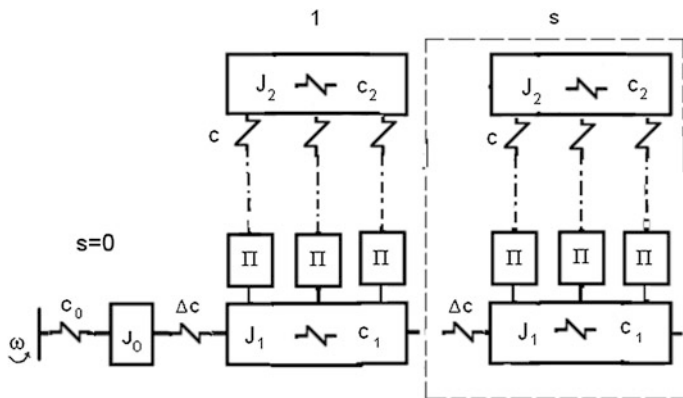 1 s
J₂ c₂ J₂ c₂
c c
s=0
П П П П П П
c₀ Δc Δc
ω J₀ J₁ c₁ J₁ c₁